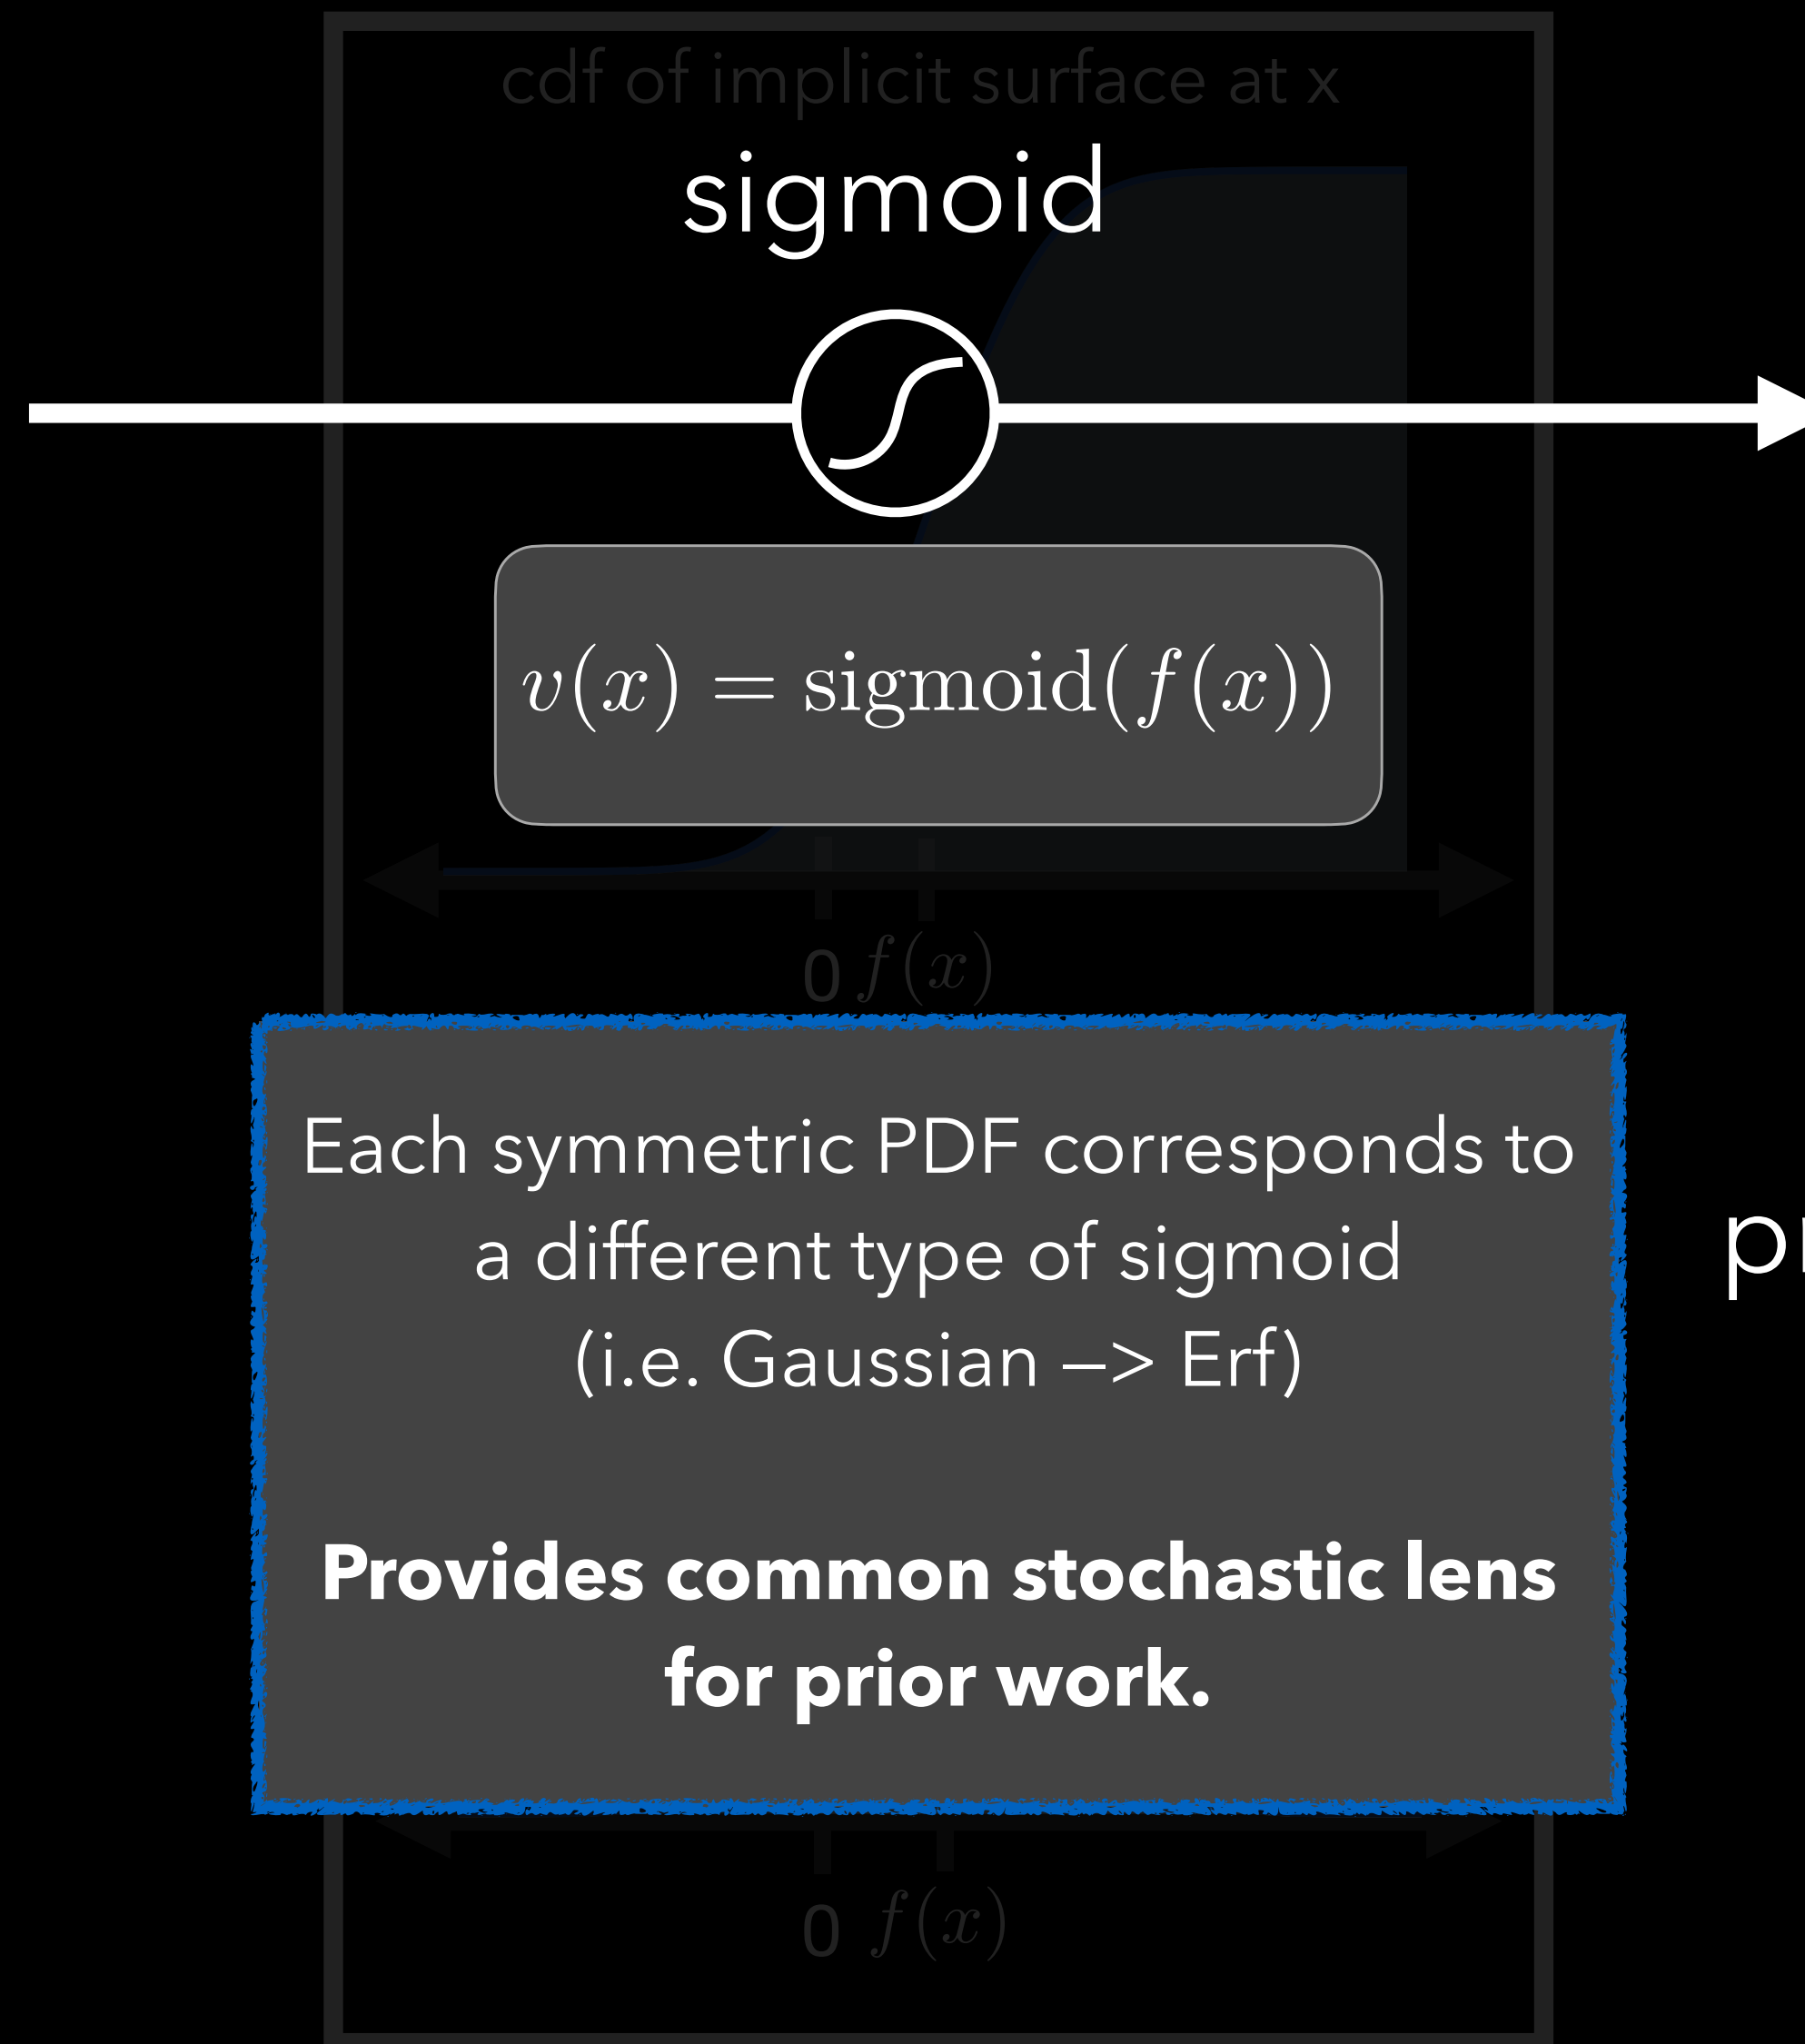 cdf of implicit surface at x
sigmoid
v(x) = sigmoid(f(x))
0 f(x)
Each symmetric PDF corresponds to
a different type of sigmoid
(i.e. Gaussian –> Erf)
Provides common stochastic lens
for prior work.
0 f(x)